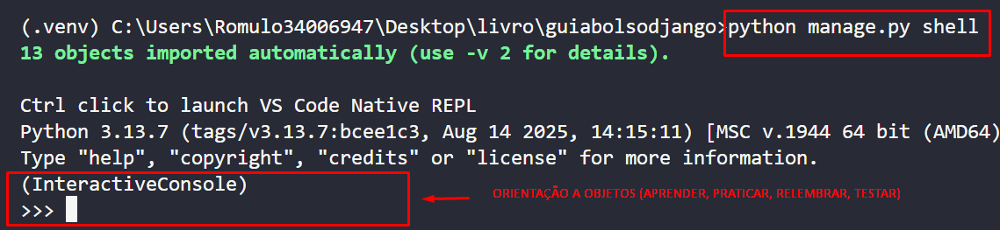 (.venv) C:\Users\Romulo34006947\Desktop\livro\guiabolsodjango>python manage.py shell
13 objects imported automatically (use -v 2 for details).
Ctrl click to launch VS Code Native REPL
Python 3.13.7 (tags/v3.13.7:bcee1c3, Aug 14 2025, 14:15:11) [MSC v.1944 64 bit (AMD64)
Type "help", "copyright", "credits" or "license" for more information.
(InteractiveConsole)
ORIENTAÇÃO A OBJETOS (APRENDER, PRATICAR, RELEMBRAR, TESTAR)
>>>